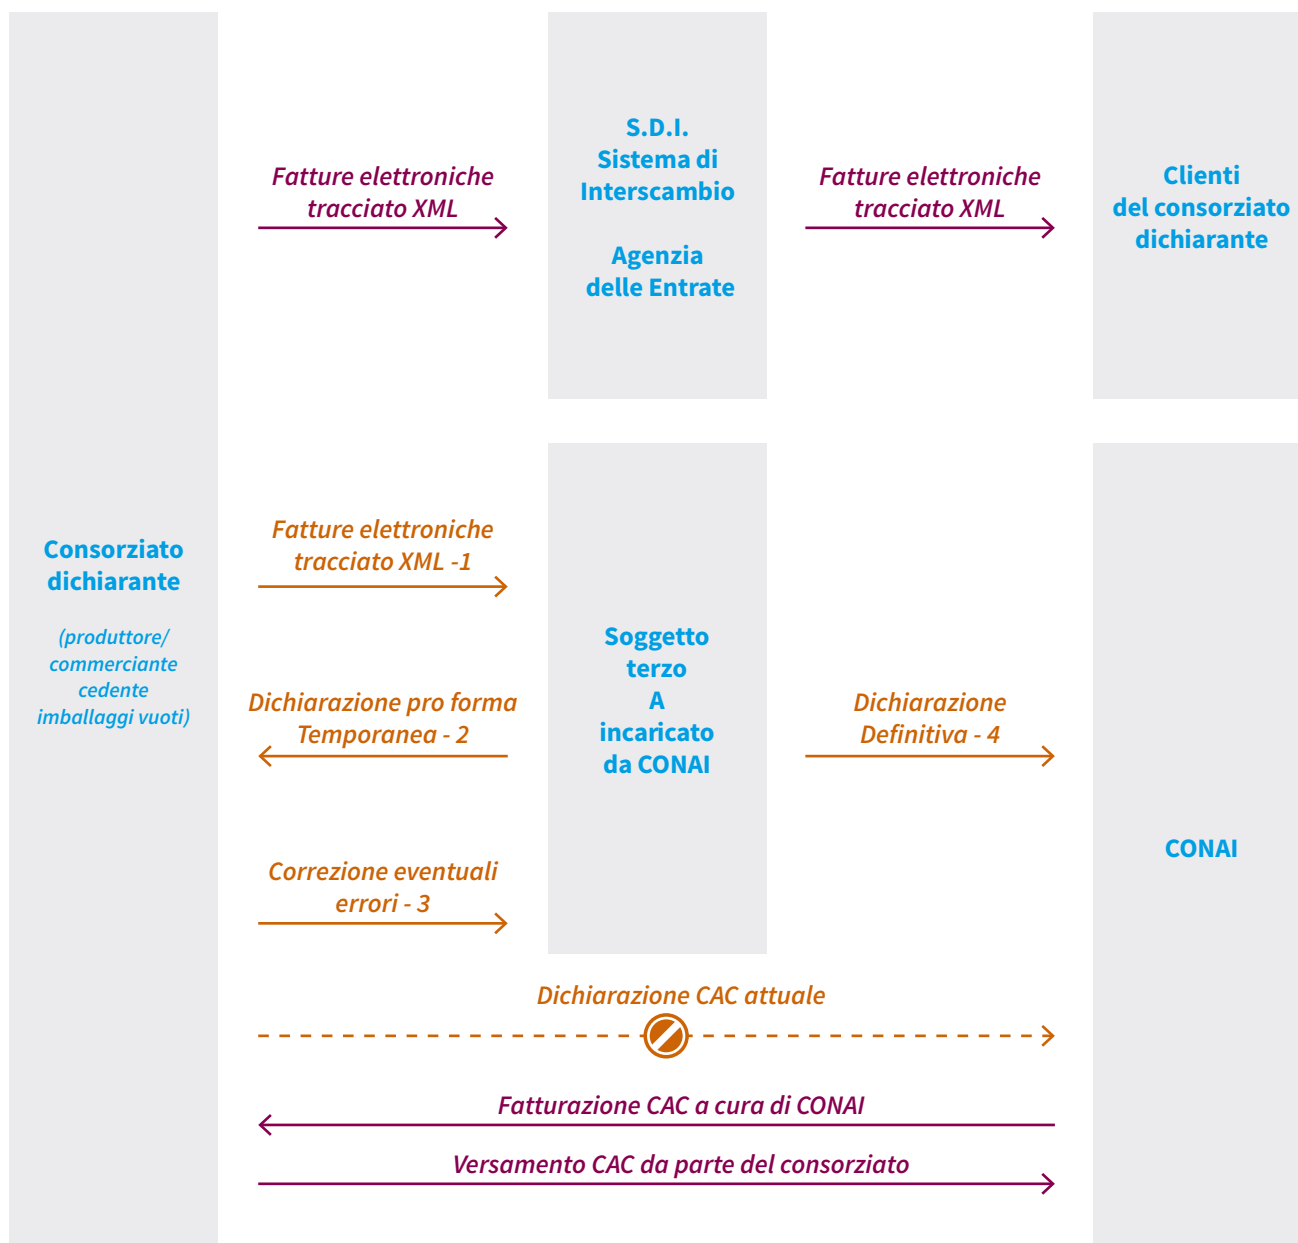 Fatture elettroniche
tracciato XML
S.D.I.
Sistema di
Interscambio
Agenzia
delle Entrate
Fatture elettroniche
tracciato XML
Clienti
del consorziato
dichiarante
Consorziato
dichiarante
(produttore/
commerciante
cedente
imballaggi vuoti)
Fatture elettroniche
tracciato XML -1
Dichiarazione pro forma
Temporanea - 2
Correzione eventuali
errori - 3
Soggetto
terzo
A
incaricato
da CONAI
Dichiarazione
Definitiva - 4
CONAI
Dichiarazione CAC attuale
Fatturazione CAC a cura di CONAI
Versamento CAC da parte del consorziato